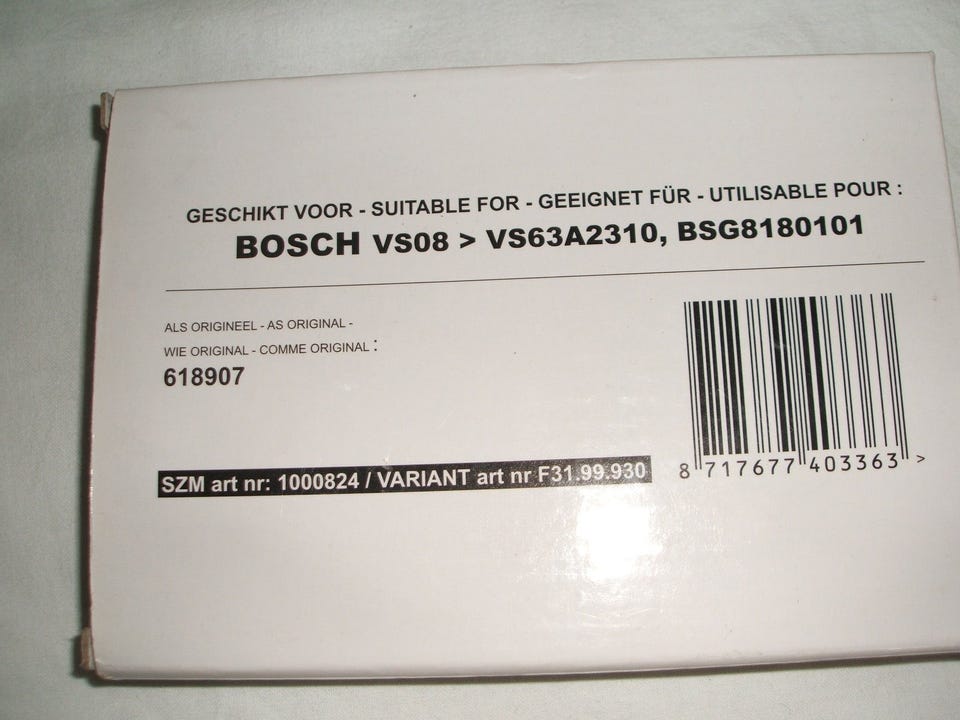 GESCHIKT VOOR - SUITABLE FOR - GEEIGNET FÜR - UTILISABLE POUR :
BOSCH VS08 > VS63A2310, BSG8180101
ALS ORIGINEEL - AS ORIGINAL -
WIE ORIGINAL - COMME ORIGINAL :
618907
SZM art nr: 1000824 / VARIANT art nr F31.99.930
8 717677 403363 >